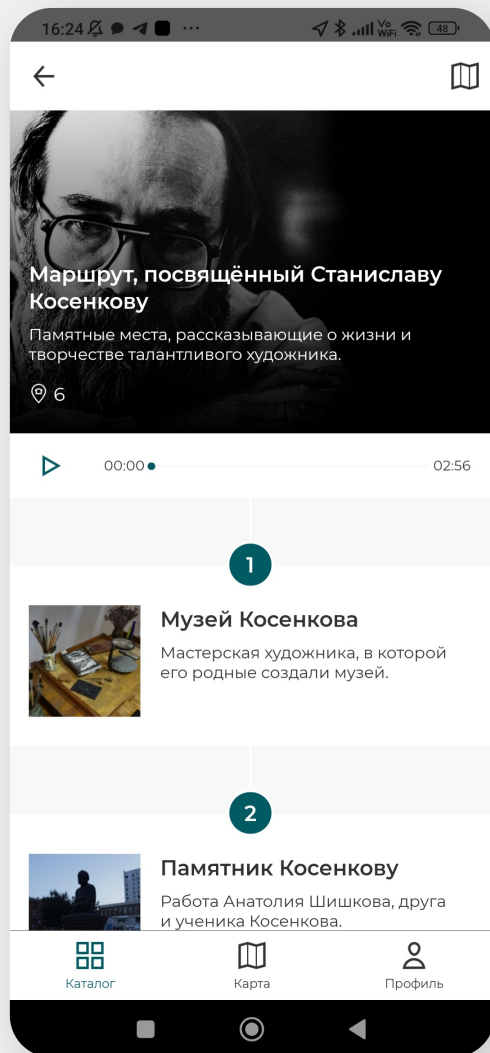 16:24
Vo
WiFi
48
Маршрут, посвящённый Станиславу
Косенкову
Памятные места, рассказывающие о жизни и
творчестве талантливого художника.
6
00:00
02:56
1
Музей Косенкова
Мастерская художника, в которой
его родные создали музей.
2
Памятник Косенкову
Работа Анатолия Шишкова, друга
и ученика Косенкова.
Каталог
Карта
Профиль